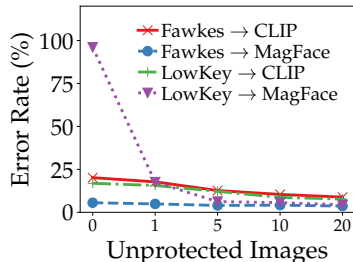 Error Rate (%)
100
50
25
0
Fawkes → CLIP
Fawkes → MagFace
LowKey → CLIP
LowKey → MagFace
0 1 5 10 20
Unprotected Images